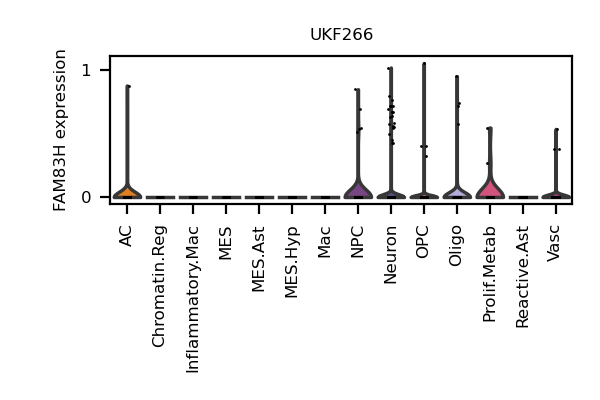 UKF266
FAM83H expression
1
0
AC
Chromatin.Reg
Inflammatory.Mac
MES
MES.Ast
MES.Hyp
Mac
NPC
Neuron
OPC
Oligo
Prolif.Metab
Reactive.Ast
Vasc